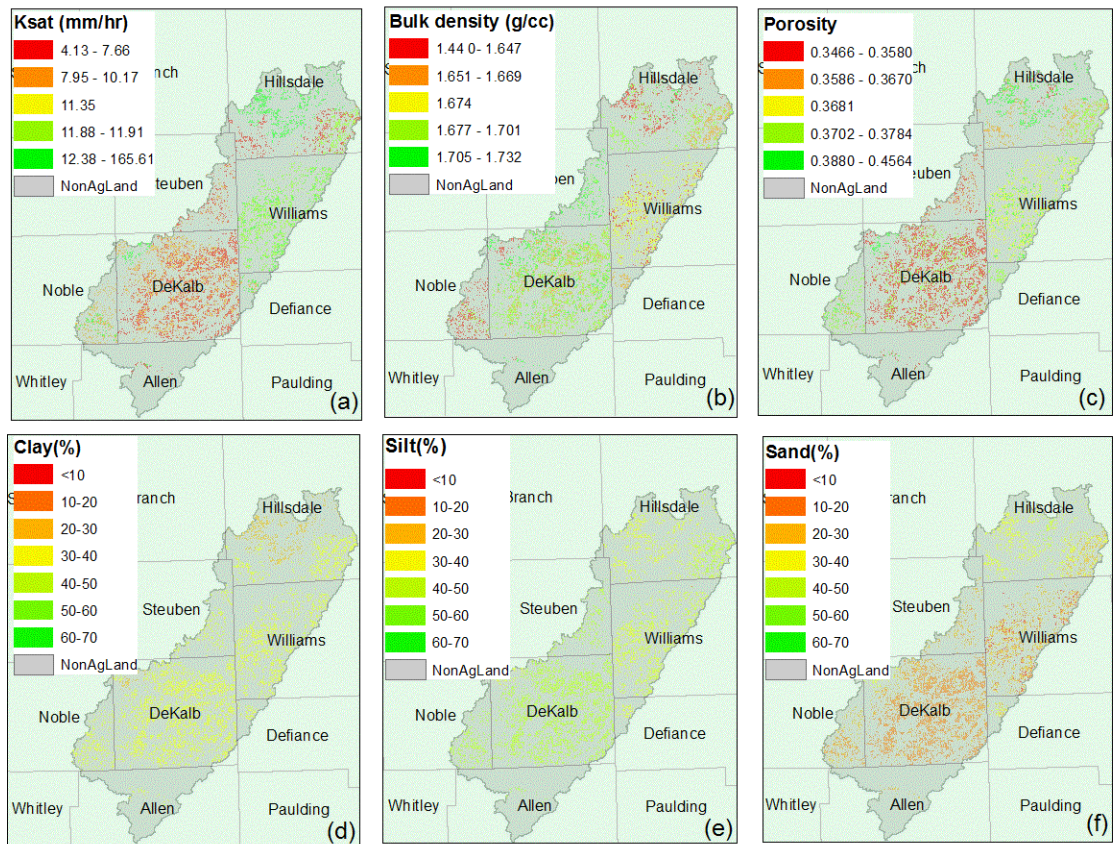 Ksat (mm/hr)
4.13 - 7.66
7.95 - 10.17
11.35
11.88 - 11.91
12.38 - 165.61
NonAgLand
S
Branch
Hillsdale
Steuben
Williams
Noble
DeKalb
Defiance
Whitley
Allen
Paulding
(a)
Bulk density (g/cc)
1.44 0- 1.647
1.651 - 1.669
1.674
1.677 - 1.701
1.705 - 1.732
NonAgLand
Hillsdale
Williams
Noble
DeKalb
Defiance
Whitley
Allen
Paulding
(b)
Porosity
0.3466 - 0.3580
0.3586 - 0.3670
0.3681
0.3702 - 0.3784
0.3880 - 0.4564
NonAgLand
Hillsdale
Williams
Noble
DeKalb
Defiance
Whitley
Allen
Paulding
(c)
Clay(%)
<10
10-20
20-30
30-40
40-50
50-60
60-70
NonAgLand
S
Branch
Hillsdale
Steuben
Williams
Noble
DeKalb
Defiance
Whitley
Allen
Paulding
(d)
Silt(%)
<10
10-20
20-30
30-40
40-50
50-60
60-70
NonAgLand
Branch
Hillsdale
Steuben
Williams
Noble
DeKalb
Defiance
Whitley
Allen
Paulding
(e)
Sand(%)
<10
10-20
20-30
30-40
40-50
50-60
60-70
NonAgLand
S
Branch
Hillsdale
Steuben
Williams
Noble
DeKalb
Defiance
Whitley
Allen
Paulding
(f)